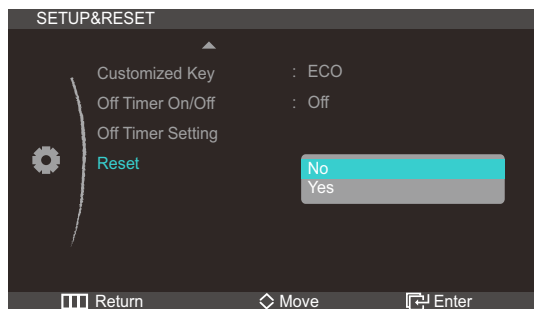 SETUP&RESET
Customized Key : ECO
Off Timer On/Off : Off
Off Timer Setting
Reset
No
Yes
Return Move Enter